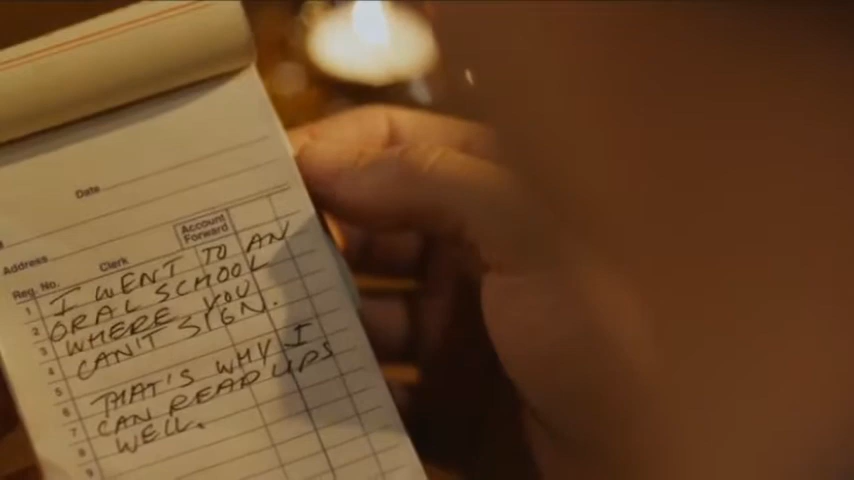 Date
Address
Reg. No. Clerk Account Forward
1 I WENT TO AN
2 ORAL SCHOOL
3 WHERE YOU
4 CAN'T SIGN.
5
6 THAT'S WHY I
7 CAN READ LIPS
8 WELL.
9